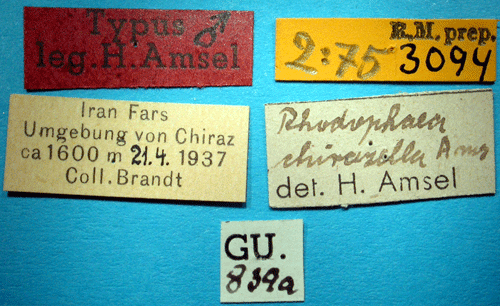 Typus ♂
leg. H. Amsel
R.M. prep.
2:75 3094
Iran Fars
Umgebung von Chiraz
ca 1600 m 21.4. 1937
Coll. Brandt
Rhodophaea
chirazella Ams
det. H. Amsel
GU.
839a